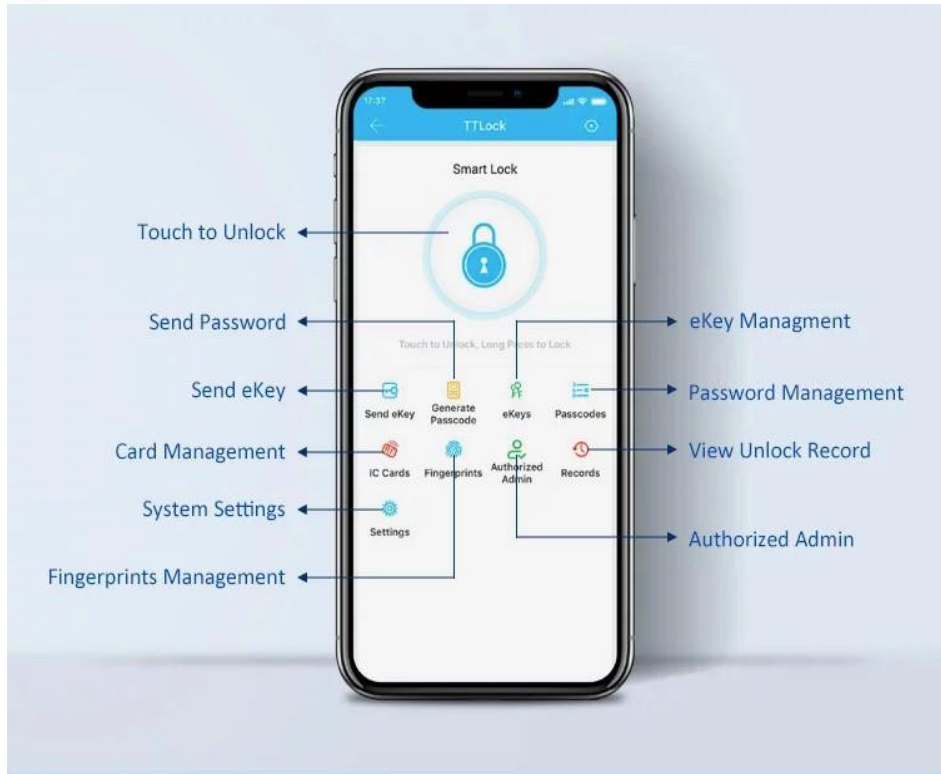 17:37
TTLock
Smart Lock
Touch to Unlock
Send Password
eKey Managment
Touch to Unlock, Long Press to Lock
Send eKey
Password Management
Send eKey
Generate
Passcode
eKeys
Passcodes
Card Management
View Unlock Record
IC Cards
Fingerprints
Authorized
Admin
Records
System Settings
Settings
Authorized Admin
Fingerprints Management